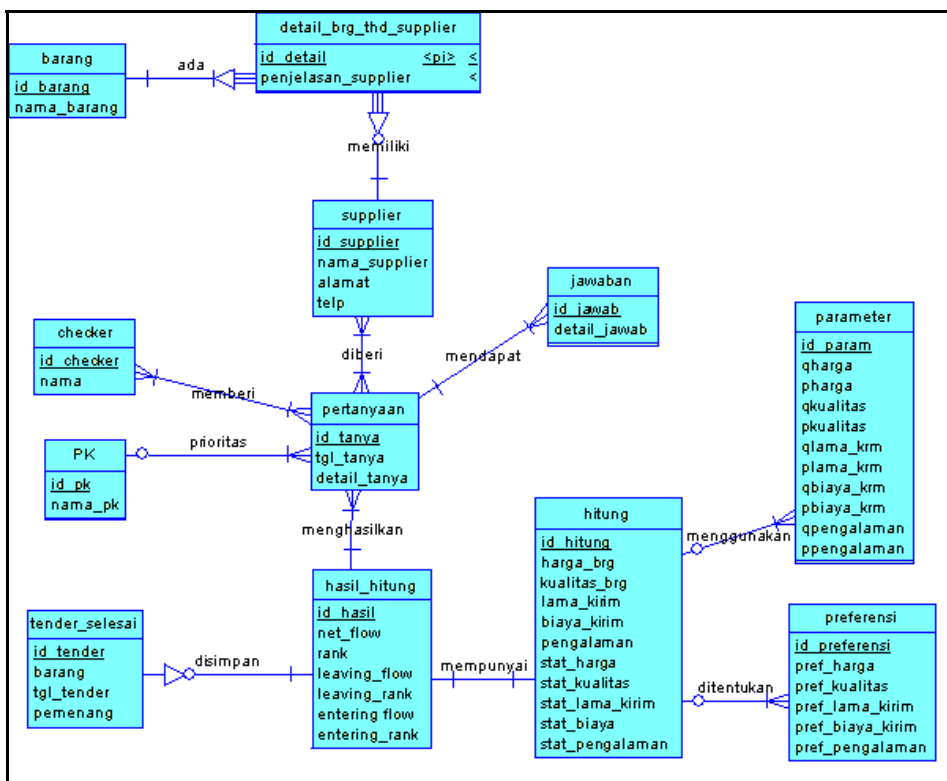 detail_brg_thd_supplier
id_detail <pi> <
penjelasan_supplier <
barang
id_barang
nama_barang
ada
memiliki
supplier
id_supplier
nama_supplier
alamat
telp
jawaban
id_jawab
detail_jawab
checker
id_checker
nama
diberi
mendapat
memberi
pertanyaan
id_tanya
tgl_tanya
detail_tanya
PK
id_pk
nama_pk
prioritas
parameter
id_param
qharga
pharga
qkualitas
pkualitas
qlama_krm
plama_krm
qbiaya_krm
pbiaya_krm
qpengalaman
ppengalaman
menghasilkan
hitung
id_hitung
harga_brg
kualitas_brg
lama_kirim
biaya_kirim
pengalaman
stat_harga
stat_kualitas
stat_lama_kirim
stat_biaya
stat_pengalaman
menggunakan
hasil_hitung
id_hasil
net_flow
rank
leaving_flow
leaving_rank
entering flow
entering_rank
tender_selesai
id_tender
barang
tgl_tender
pemenang
disimpan
mempunyai
ditentukan
preferensi
id_preferensi
pref_harga
pref_kualitas
pref_lama_kirim
pref_biaya_kirim
pref_pengalaman